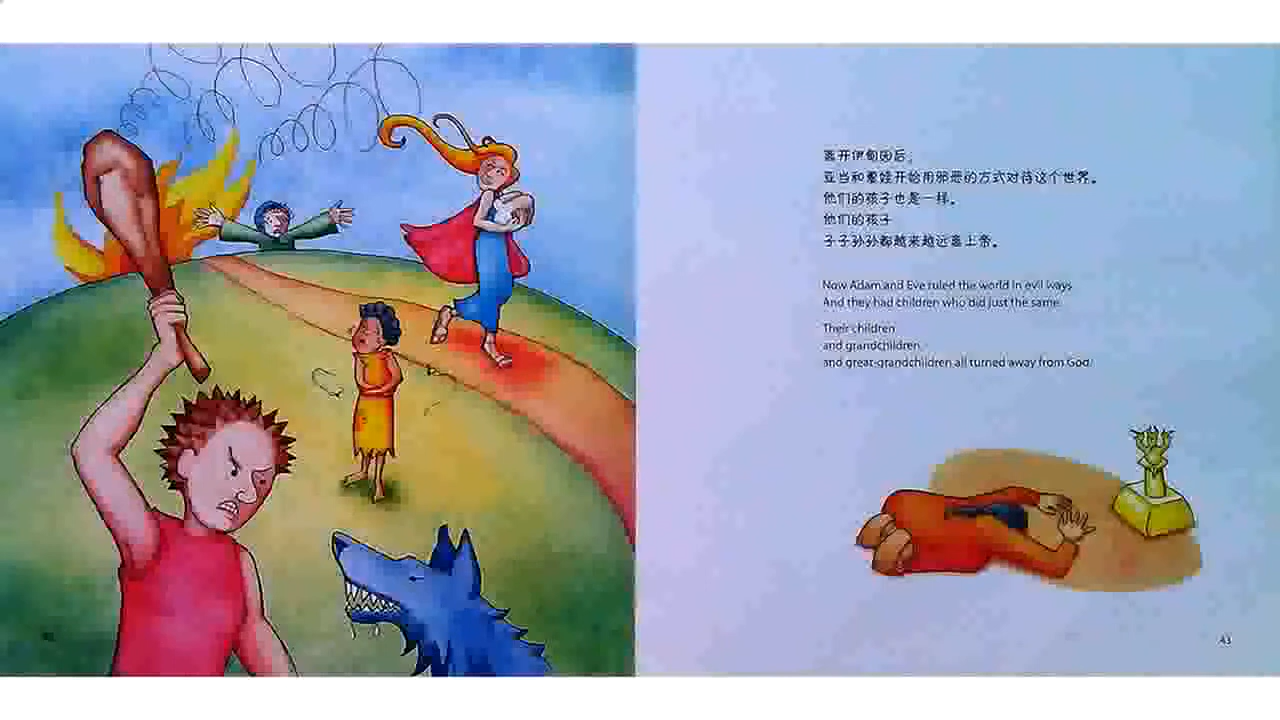 离开伊甸园后，
亚当和夏娃开始用邪恶的方式对待这个世界。
他们的孩子也是一样。
他们的孩子
子子孙孙都越来越远离上帝。
Now Adam and Eve ruled the world in evil ways.
And they had children who did just the same.
Their children
and grandchildren
and great-grandchildren all turned away from God.
43